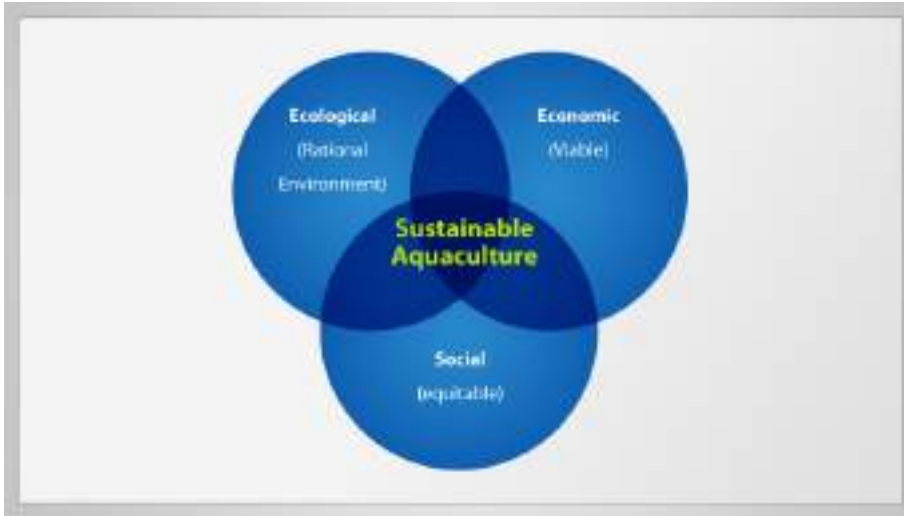 Ecological
(Rational
Environment)
Economic
(Viable)
Sustainable
Aquaculture
Social
(equitable)